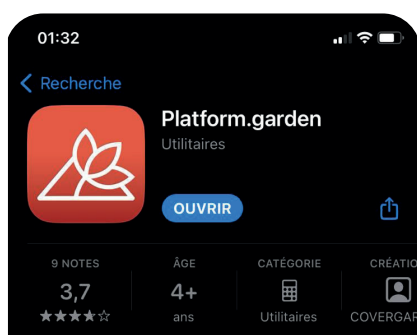 01:32
Recherche
Platform.garden
Utilitaires
OUVRIR
9 NOTES
ÂGE
CATÉGORIE
CRÉATIO
3,7
4+
ans
Utilitaires
COVERGAR